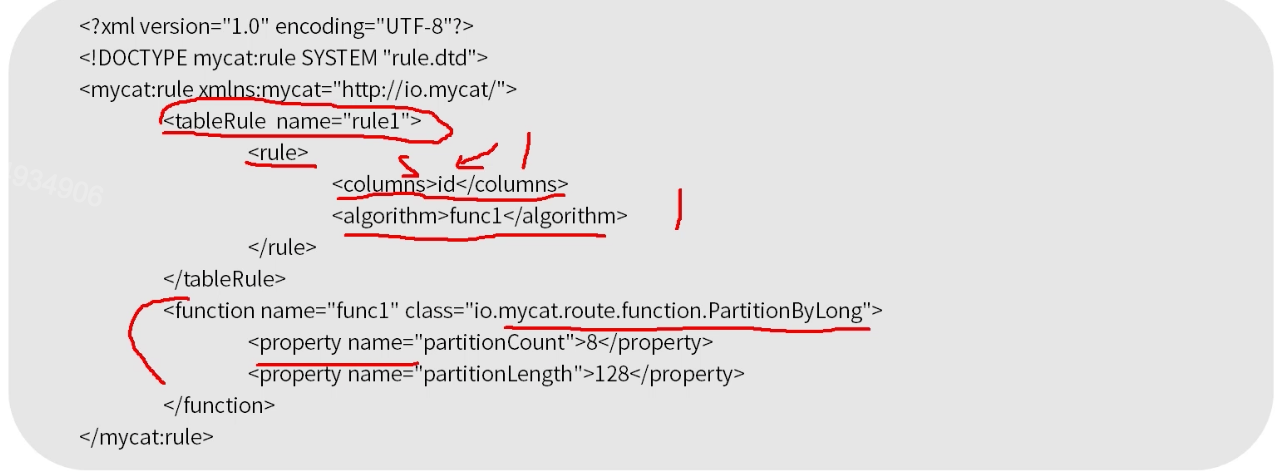 <?xml version="1.0" encoding="UTF-8"?>
<!DOCTYPE mycat:rule SYSTEM "rule.dtd">
<mycat:rule xmlns:mycat="http://io.mycat/">
<tableRule name="rule1">
<rule>
<columns>id</columns>
<algorithm>func1</algorithm>
</rule>
</tableRule>
<function name="func1" class="io.mycat.route.function.PartitionByLong">
<property name="partitionCount">8</property>
<property name="partitionLength">128</property>
</function>
</mycat:rule>